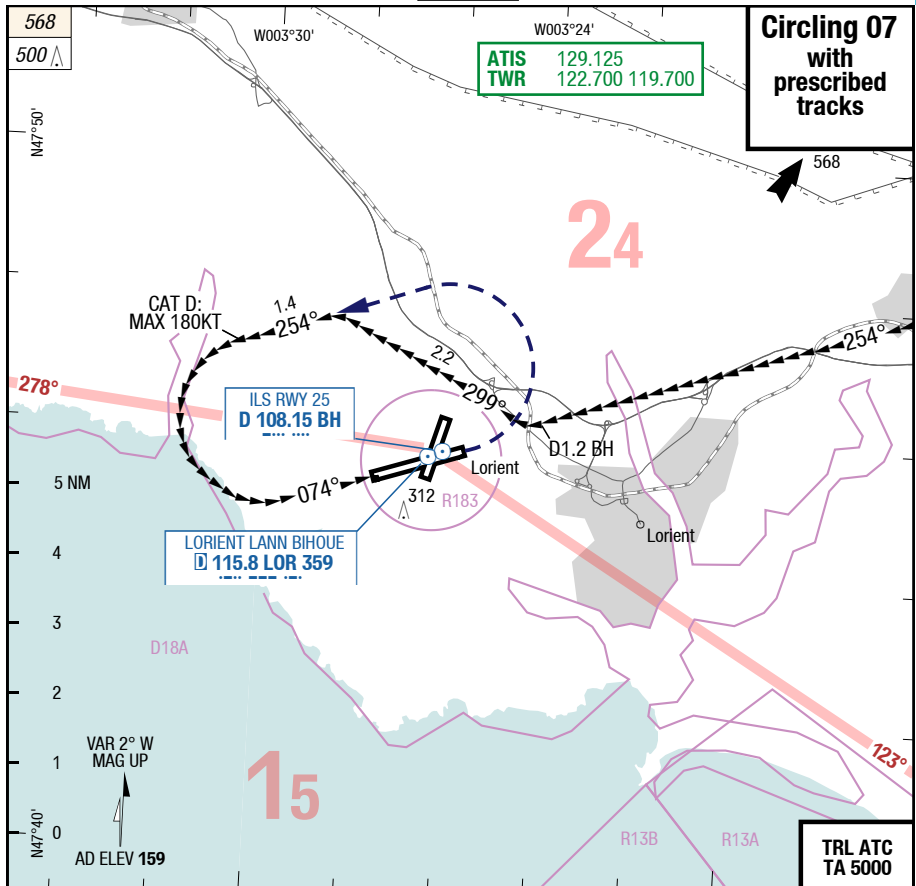 568
500
W003°30'
W003°24'
ATIS 129.125
TWR 122.700 119.700
Circling 07
with
prescribed
tracks
N47°50'
568
24
CAT D:
MAX 180KT
1.4
254°
2.2
299°
254°
278°
ILS RWY 25
D 108.15 BH
D1.2 BH
Lorient
5 NM
074°
312
R183
Lorient
LORIENT LANN BIHOUE
D 115.8 LOR 359
4
3
D18A
2
VAR 2° W
MAG UP
1
15
123°
N47°40'
0
AD ELEV 159
R13B
R13A
TRL ATC
TA 5000